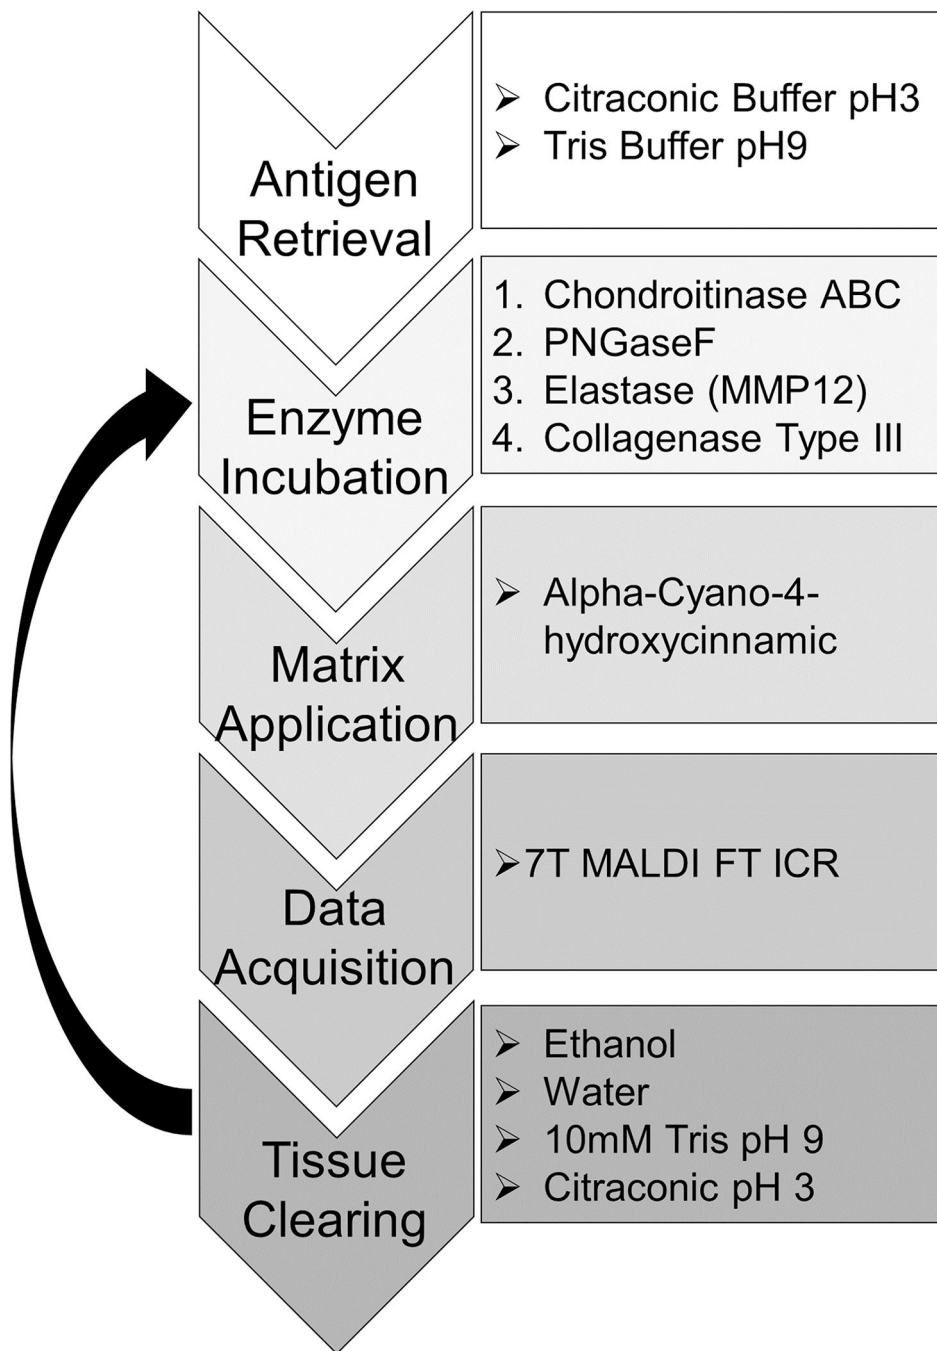 Antigen
Retrieval
➢ Citraconic Buffer pH3
➢ Tris Buffer pH9
Enzyme
Incubation
1. Chondroitinase ABC
2. PNGaseF
3. Elastase (MMP12)
4. Collagenase Type III
Matrix
Application
➢ Alpha-Cyano-4-
hydroxycinnamic
Data
Acquisition
➢7T MALDI FT ICR
Tissue
Clearing
➢ Ethanol
➢ Water
➢ 10mM Tris pH 9
➢ Citraconic pH 3